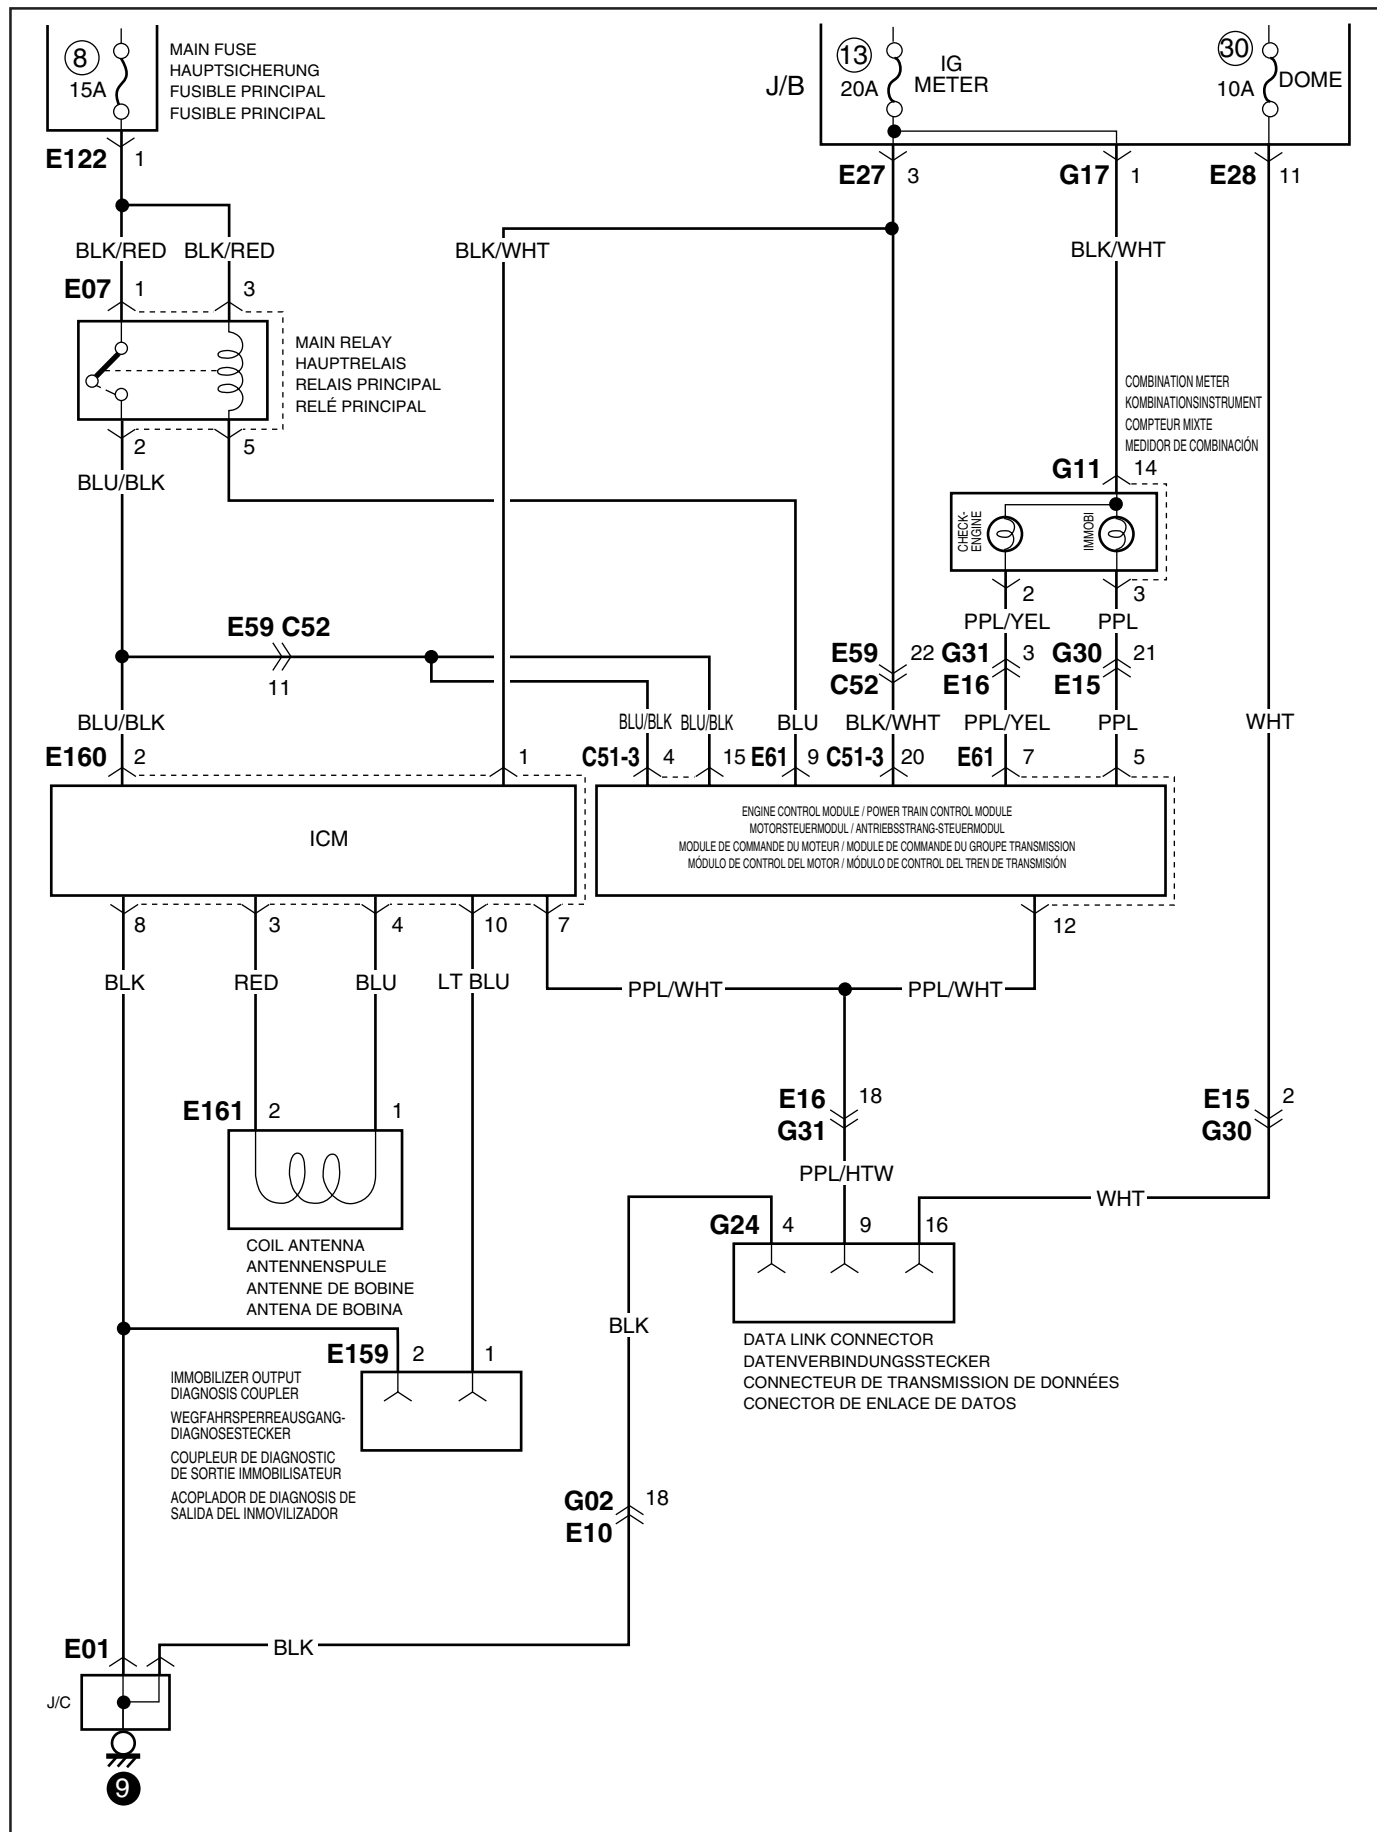 8
15A
MAIN FUSE
HAUPTSICHERUNG
FUSIBLE PRINCIPAL
FUSIBLE PRINCIPAL
J/B
13
20A
IG
METER
30
10A
DOME
E122 1
E27 3
G17 1
E28 11
BLK/RED BLK/RED
BLK/WHT
BLK/WHT
E07 1 3
MAIN RELAY
HAUPTRELAIS
RELAIS PRINCIPAL
RELÉ PRINCIPAL
2 5
BLU/BLK
COMBINATION METER
KOMBINATIONSINSTRUMENT
COMPTEUR MIXTE
MEDIDOR DE COMBINACIÓN
G11 14
CHECK-
ENGINE
IMMOBI
2 3
PPL/YEL PPL
E59 C52
11
E59 22
C52
G31 3
E16
G30 21
E15
BLU/BLK
BLU/BLK BLU/BLK BLU BLK/WHT PPL/YEL PPL WHT
E160 2 1
C51-3 4 15 E61 9 C51-3 20 E61 7 5
ICM
ENGINE CONTROL MODULE / POWER TRAIN CONTROL MODULE
MOTORSTEUERMODUL / ANTRIEBSSTRANG-STEUERMODUL
MODULE DE COMMANDE DU MOTEUR / MODULE DE COMMANDE DU GROUPE TRANSMISSION
MÓDULO DE CONTROL DEL MOTOR / MÓDULO DE CONTROL DEL TREN DE TRANSMISIÓN
8 3 4 10 7 12
BLK RED BLU LT BLU
PPL/WHT PPL/WHT
E16 18
G31
E15 2
G30
E161 2 1
PPL/HTW
WHT
COIL ANTENNA
ANTENNENSPULE
ANTENNE DE BOBINE
ANTENA DE BOBINA
G24 4 9 16
BLK
DATA LINK CONNECTOR
DATENVERBINDUNGSSTECKER
CONNECTEUR DE TRANSMISSION DE DONNÉES
CONECTOR DE ENLACE DE DATOS
E159 2 1
IMMOBILIZER OUTPUT
DIAGNOSIS COUPLER
WEGFAHRSPERREAUSGANG-
DIAGNOSESTECKER
COUPLEUR DE DIAGNOSTIC
DE SORTIE IMMOBILISATEUR
ACOPLADOR DE DIAGNOSIS DE
SALIDA DEL INMOVILIZADOR
G02 18
E10
E01
BLK
J/C
9